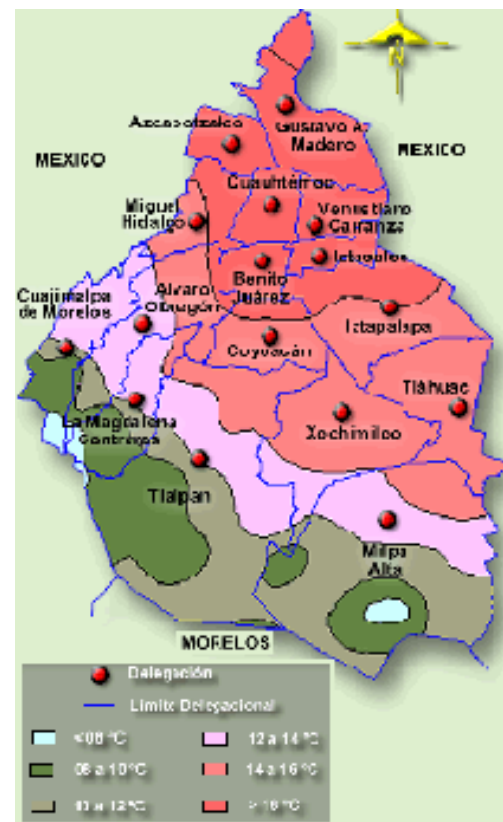 N
Azcapotzalco
Gustavo A.
Madero
MEXICO
MEXICO
Cuauhtémoc
Miguel
Hidalgo
Venustiano
Carranza
Iztacalco
Benito
Juárez
Alvaro
Obregón
Cuajimalpa
de Morelos
Iztapalapa
Coyoacán
Tláhuac
La Magdalena
Contreras
Xochimilco
Tlalpan
Milpa
Alta
MORELOS
Delegación
Límite Delegacional
<08 °C
12 a 14 °C
08 a 10°C
14 a 16 °C
a 12°C
> 16 °C